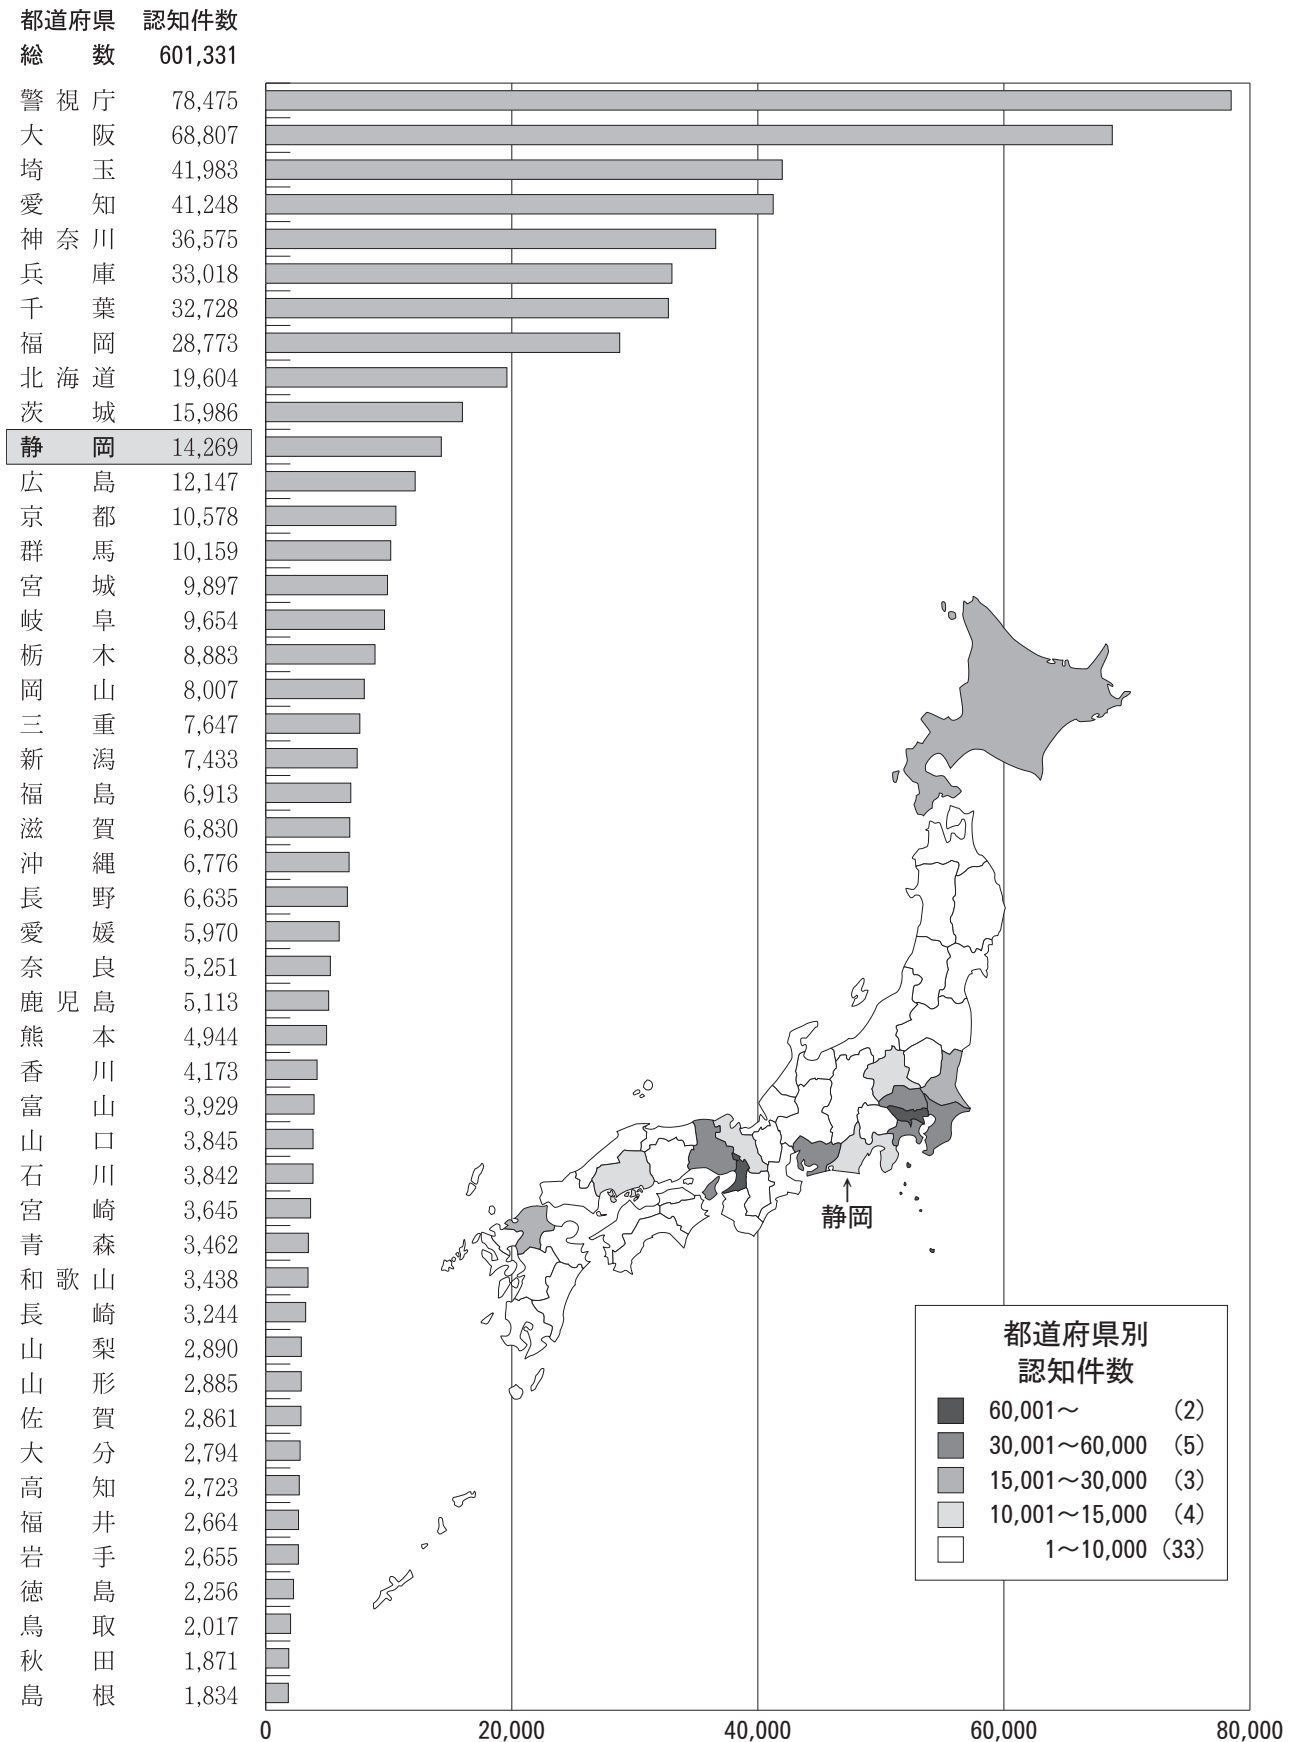 都道府県 認知件数
総数 601,331
警視庁 78,475
大阪 68,807
埼玉 41,983
愛知 41,248
神奈川 36,575
兵庫 33,018
千葉 32,728
福岡 28,773
北海道 19,604
茨城 15,986
静岡 14,269
広島 12,147
京都 10,578
群馬 10,159
宮城 9,897
岐阜 9,654
栃木 8,883
岡山 8,007
三重 7,647
新潟 7,433
福島 6,913
滋賀 6,830
沖縄 6,776
長野 6,635
愛媛 5,970
奈良 5,251
鹿児島 5,113
熊本 4,944
香川 4,173
富山 3,929
山口 3,845
石川 3,842
宮崎 3,645
青森 3,462
和歌山 3,438
長崎 3,244
山梨 2,890
山形 2,885
佐賀 2,861
大分 2,794
高知 2,723
福井 2,664
岩手 2,655
徳島 2,256
鳥取 2,017
秋田 1,871
島根 1,834
0 20,000 40,000 60,000 80,000
静岡
都道府県別
認知件数
60,001～ （2）
30,001～60,000 （5）
15,001～30,000 （3）
10,001～15,000 （4）
1～10,000（33）